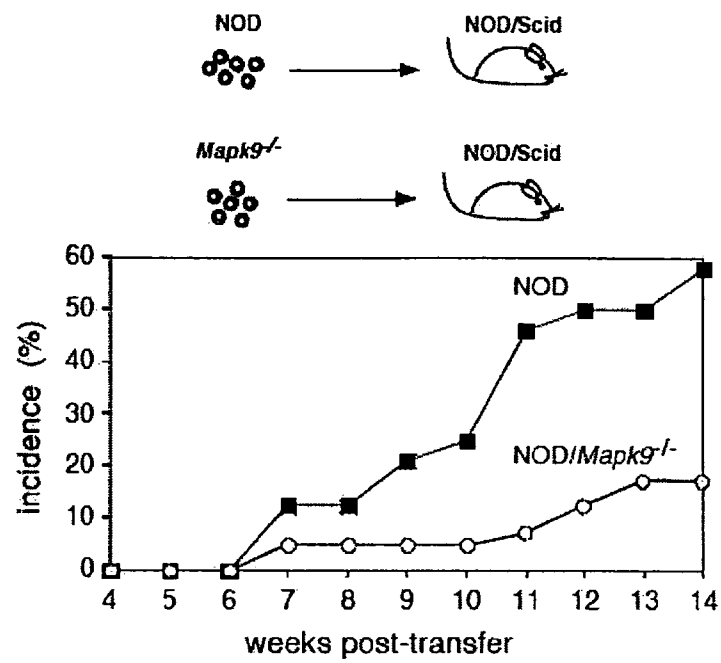 NOD NOD/Scid
Mapk9-/- NOD/Scid
60
50
40
30
20
10
0
incidence (%)
NOD
NOD/Mapk9-/-
4 5 6 7 8 9 10 11 12 13 14
weeks post-transfer